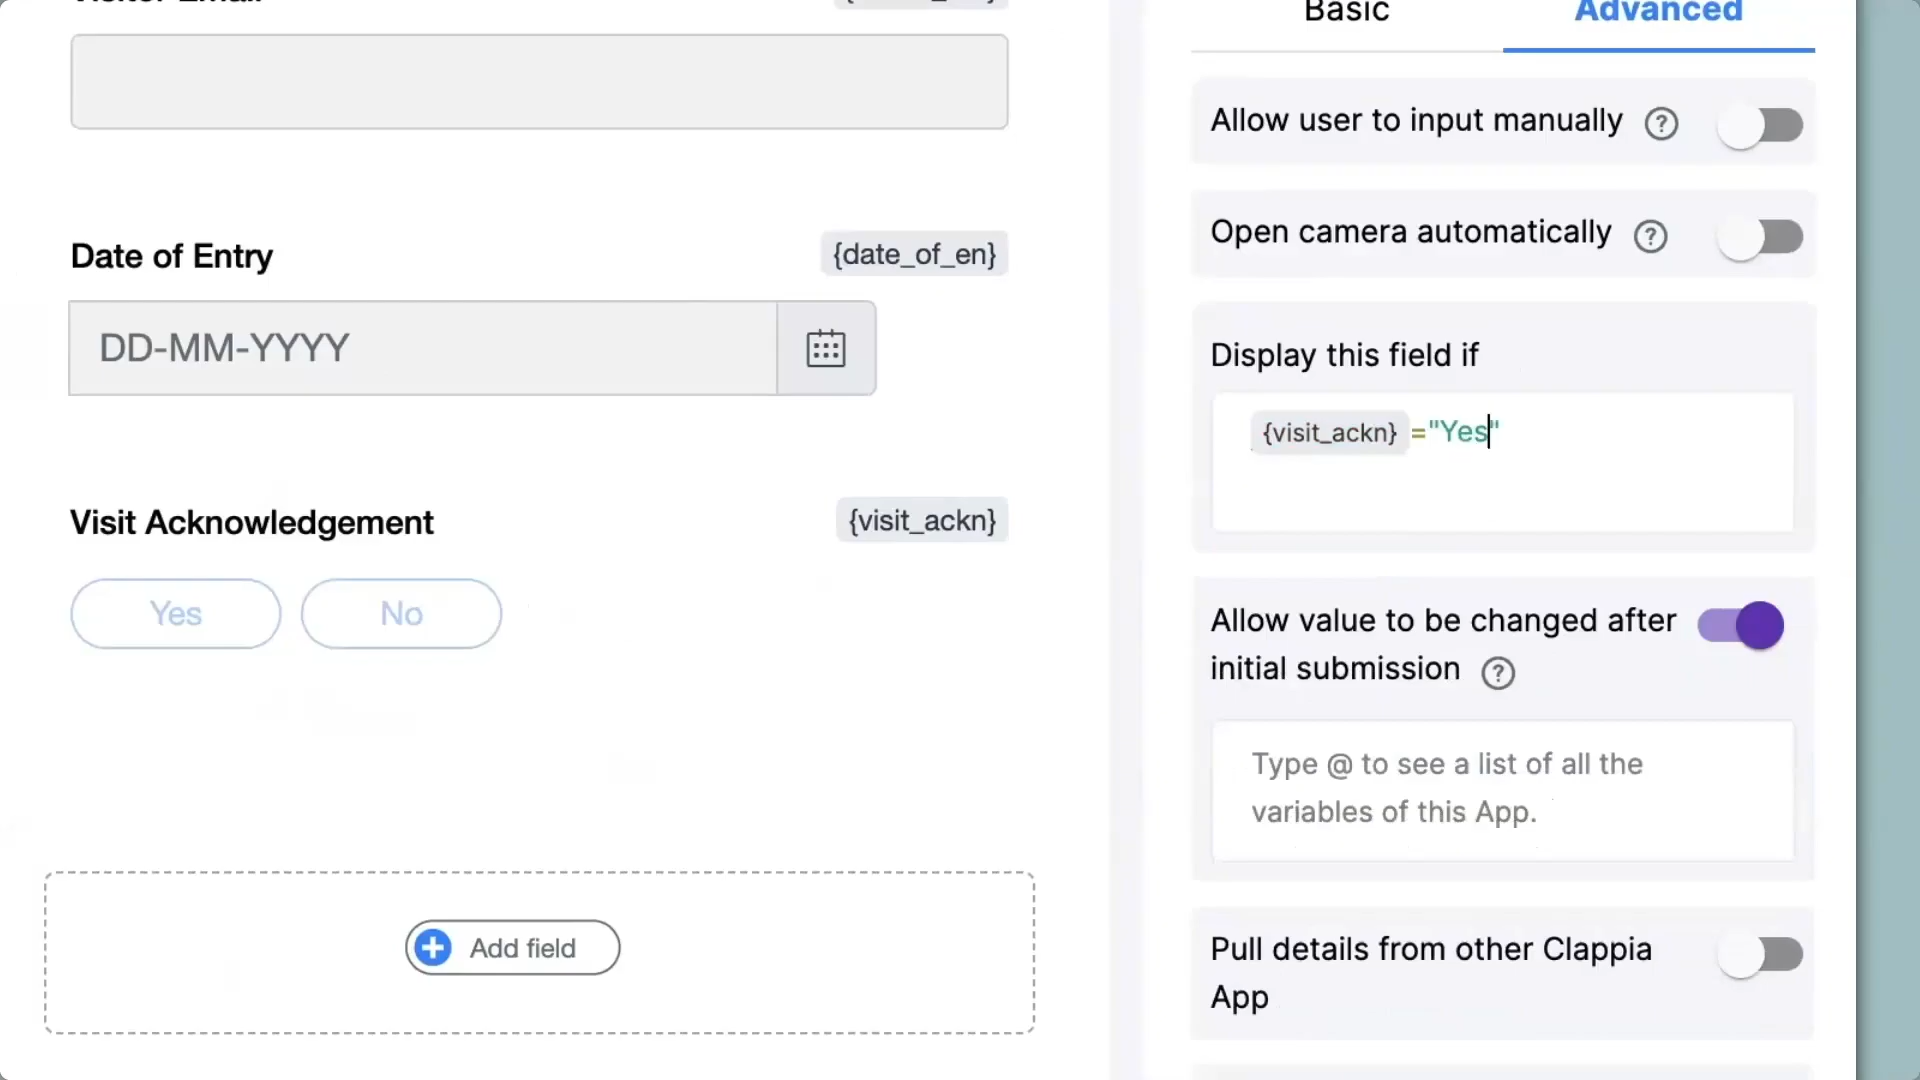 Basic
Advanced
Allow user to input manually ?
Open camera automatically ?
Date of Entry
{date_of_en}
DD-MM-YYYY
Display this field if
{visit_ackn} ="Yes"
Visit Acknowledgement
{visit_ackn}
Yes
No
Allow value to be changed after
initial submission ?
Type @ to see a list of all the
variables of this App.
Add field
Pull details from other Clappia
App